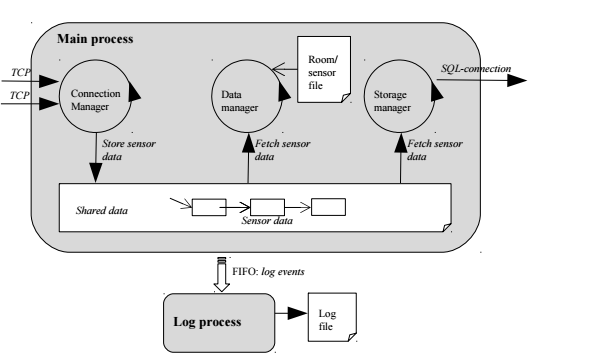 Main process
TCP
TCP
Connection
Manager
Data
manager
Room/
sensor
file
Storage
manager
SQL-connection
Store sensor
data
Fetch sensor
data
Fetch sensor
data
Shared data
Sensor data
FIFO: log events
Log process
Log
file